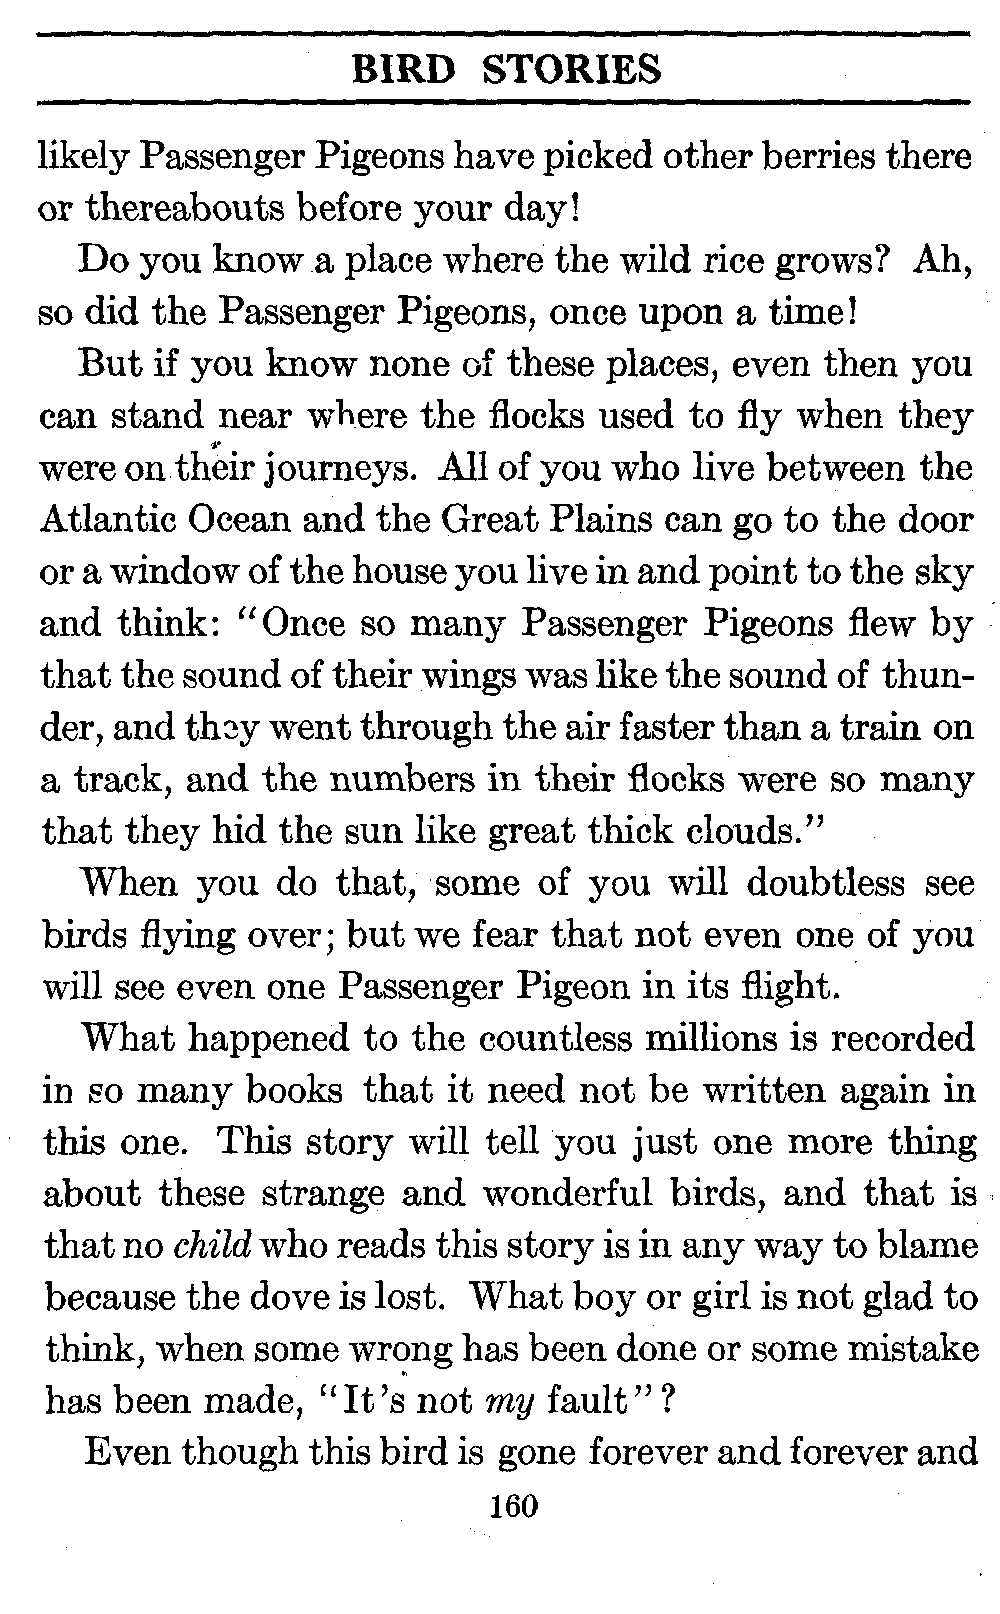 BIRD STORIES
likely Passenger Pigeons have picked other berries there
or thereabouts before your day!
Do you know a place where the wild rice grows? Ah,
so did the Passenger Pigeons, once upon a time!
But if you know none of these places, even then you
can stand near where the flocks used to fly when they
were on their journeys. All of you who live between the
Atlantic Ocean and the Great Plains can go to the door
or a window of the house you live in and point to the sky
and think: “Once so many Passenger Pigeons flew by
that the sound of their wings was like the sound of thun-
der, and they went through the air faster than a train on
a track, and the numbers in their flocks were so many
that they hid the sun like great thick clouds.”
When you do that, some of you will doubtless see
birds flying over; but we fear that not even one of you
will see even one Passenger Pigeon in its flight.
What happened to the countless millions is recorded
in so many books that it need not be written again in
this one. This story will tell you just one more thing
about these strange and wonderful birds, and that is
that no child who reads this story is in any way to blame
because the dove is lost. What boy or girl is not glad to
think, when some wrong has been done or some mistake
has been made, “It's not my fault”?
Even though this bird is gone forever and forever and
160